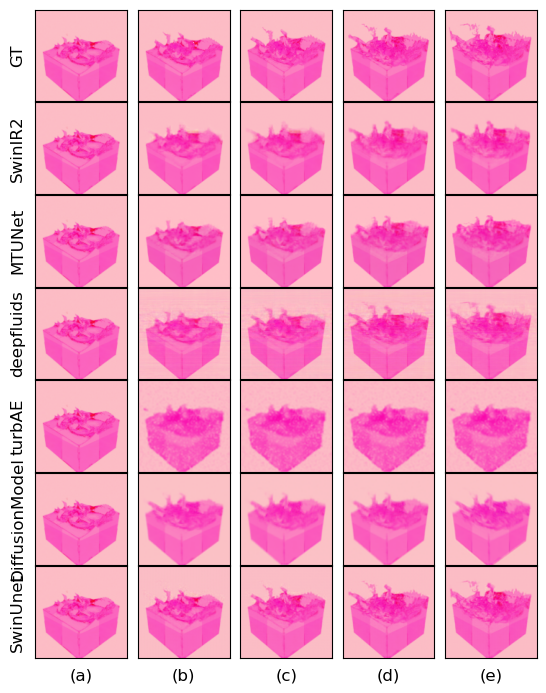 GT
SwinIR2
MTUNet
deepfluids
turbAE
DiffusionModel
SwinUnet
(a) (b) (c) (d) (e)